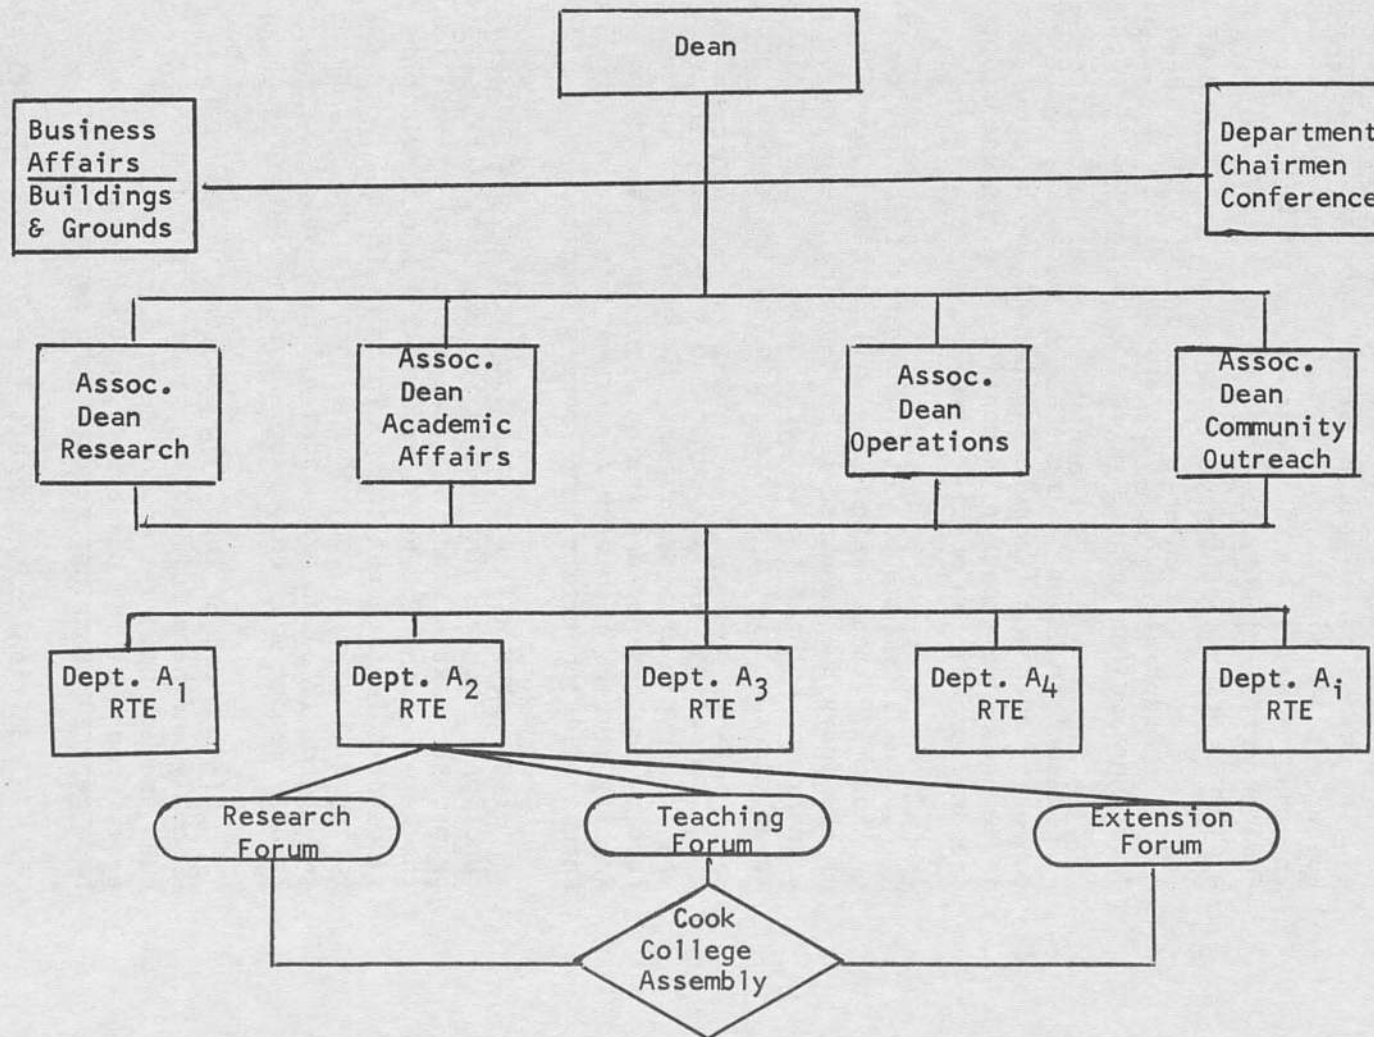 Dean
Business
Affairs
Buildings
& Grounds
Department
Chairmen
Conference
Assoc.
Dean
Research
Assoc.
Dean
Academic
Affairs
Assoc.
Dean
Operations
Assoc.
Dean
Community
Outreach
Dept. A₁
RTE
Dept. A₂
RTE
Dept. A₃
RTE
Dept. A₄
RTE
Dept. Aᵢ
RTE
Research
Forum
Teaching
Forum
Extension
Forum
Cook
College
Assembly